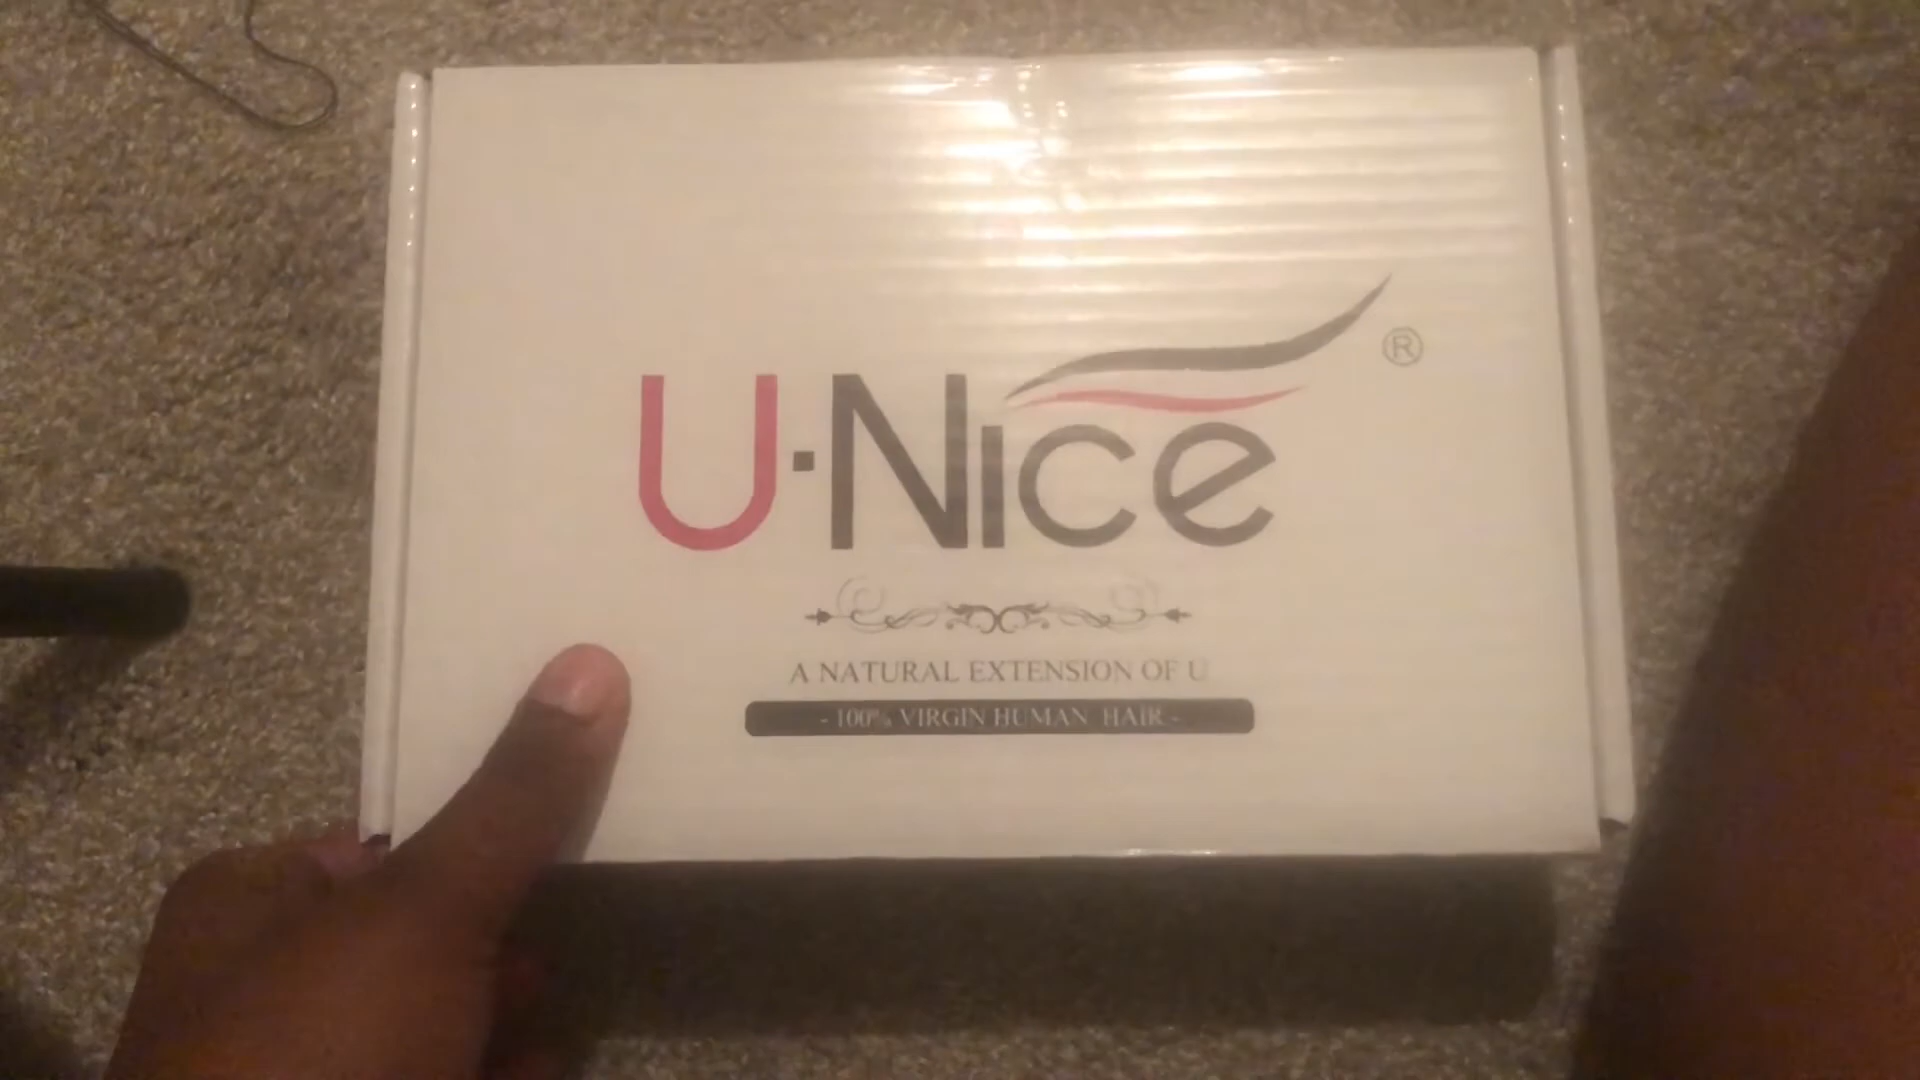 U·Nice ®
A NATURAL EXTENSION OF U
- 100% VIRGIN HUMAN HAIR -